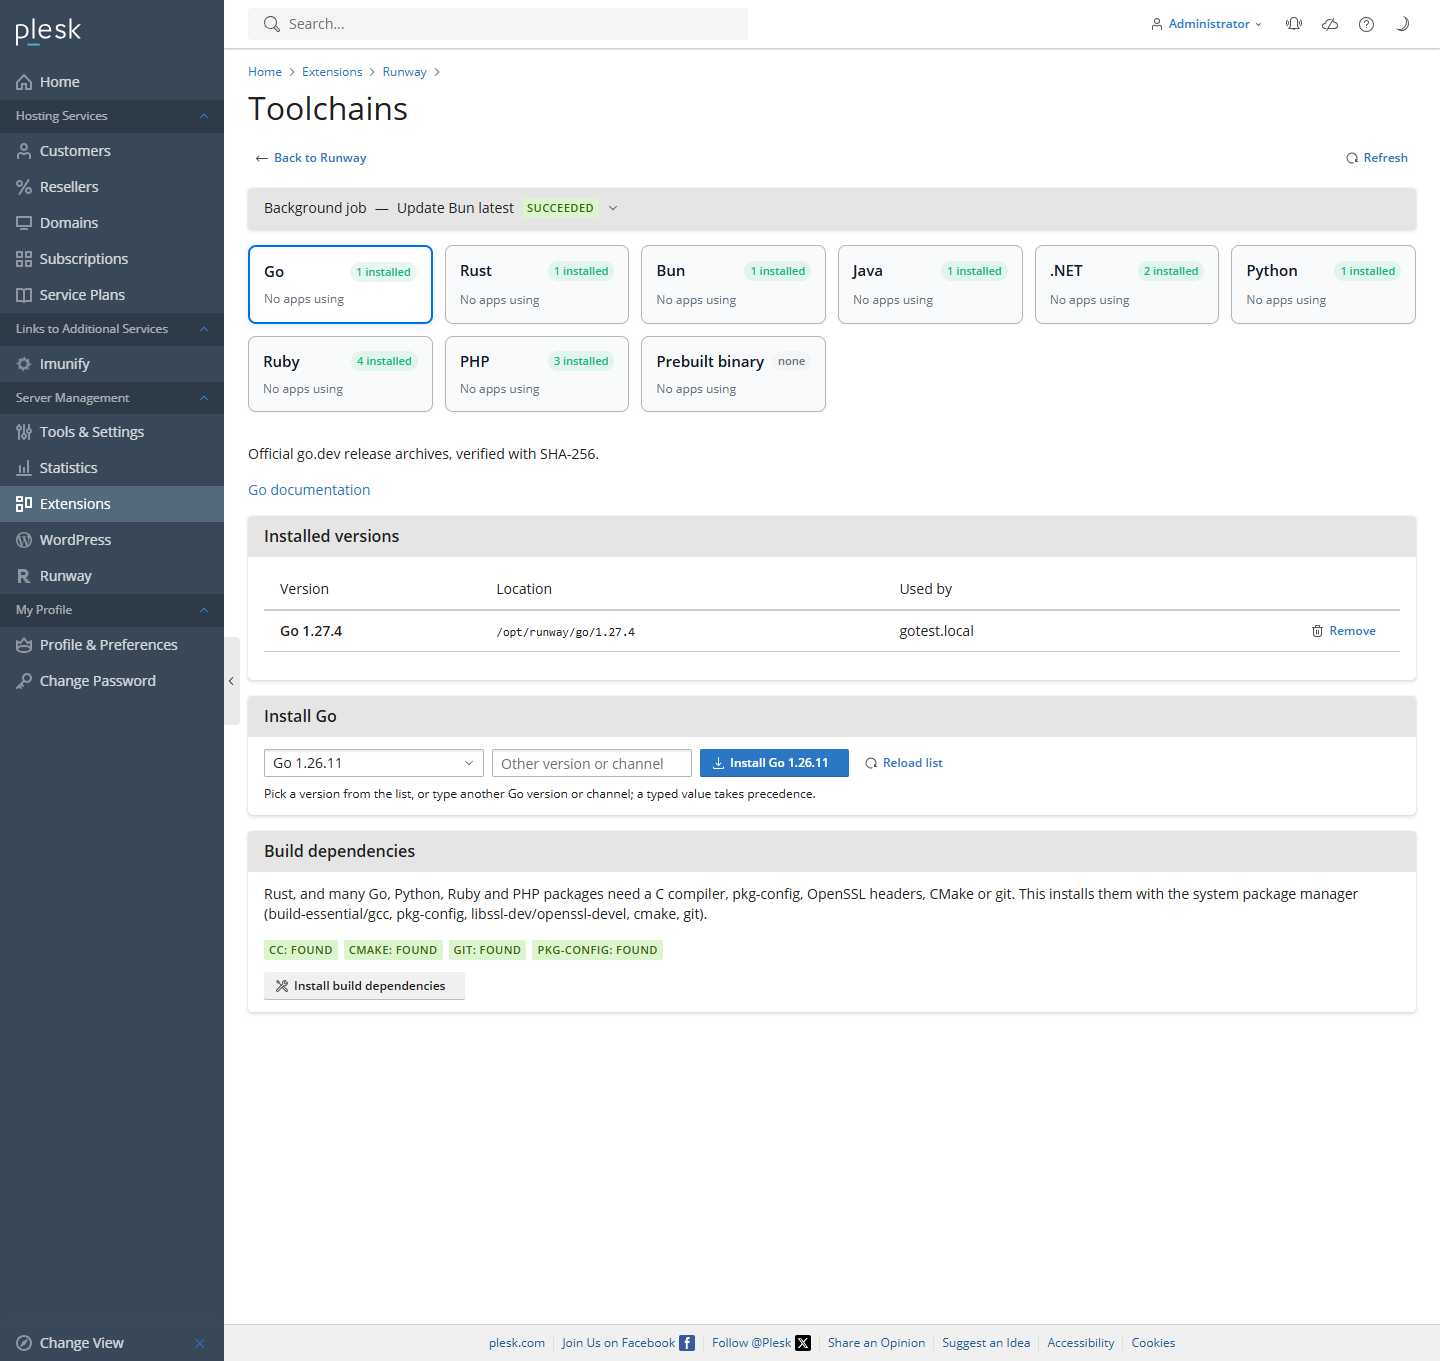 plesk
Search...
Administrator
Home
Hosting Services
Customers
Resellers
Domains
Subscriptions
Service Plans
Links to Additional Services
Imunify
Server Management
Tools & Settings
Statistics
Extensions
WordPress
Runway
My Profile
Profile & Preferences
Change Password
Change View
Home > Extensions > Runway >
Toolchains
← Back to Runway
Refresh
Background job — Update Bun latest SUCCEEDED
Go 1 installed
No apps using
Rust 1 installed
No apps using
Bun 1 installed
No apps using
Java 1 installed
No apps using
.NET 2 installed
No apps using
Python 1 installed
No apps using
Ruby 4 installed
No apps using
PHP 3 installed
No apps using
Prebuilt binary none
No apps using
Official go.dev release archives, verified with SHA-256.
Go documentation
Installed versions
Version Location Used by
Go 1.27.4 /opt/runway/go/1.27.4 gotest.local Remove
Install Go
Go 1.26.11 Other version or channel Install Go 1.26.11 Reload list
Pick a version from the list, or type another Go version or channel; a typed value takes precedence.
Build dependencies
Rust, and many Go, Python, Ruby and PHP packages need a C compiler, pkg-config, OpenSSL headers, CMake or git. This installs them with the system package manager
(build-essential/gcc, pkg-config, libssl-dev/openssl-devel, cmake, git).
CC: FOUND CMAKE: FOUND GIT: FOUND PKG-CONFIG: FOUND
Install build dependencies
plesk.com Join Us on Facebook Follow @Plesk Share an Opinion Suggest an Idea Accessibility Cookies